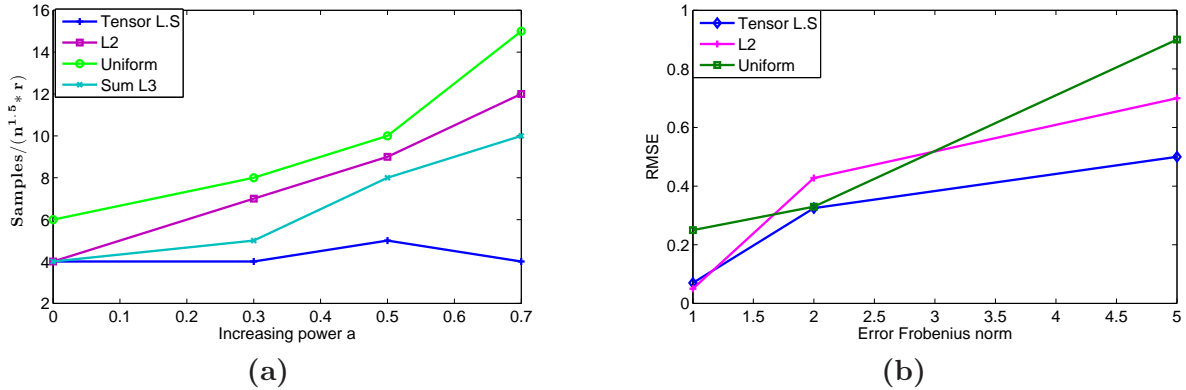 16
14
12
10
8
6
4
2
Samples/(n^1.5 * r)
Tensor L.S
L2
Uniform
Sum L3
0 0.1 0.2 0.3 0.4 0.5 0.6 0.7
Increasing power a
(a)
1
0.8
0.6
0.4
0.2
0
RMSE
Tensor L.S
L2
Uniform
1 1.5 2 2.5 3 3.5 4 4.5 5
Error Frobenius norm
(b)